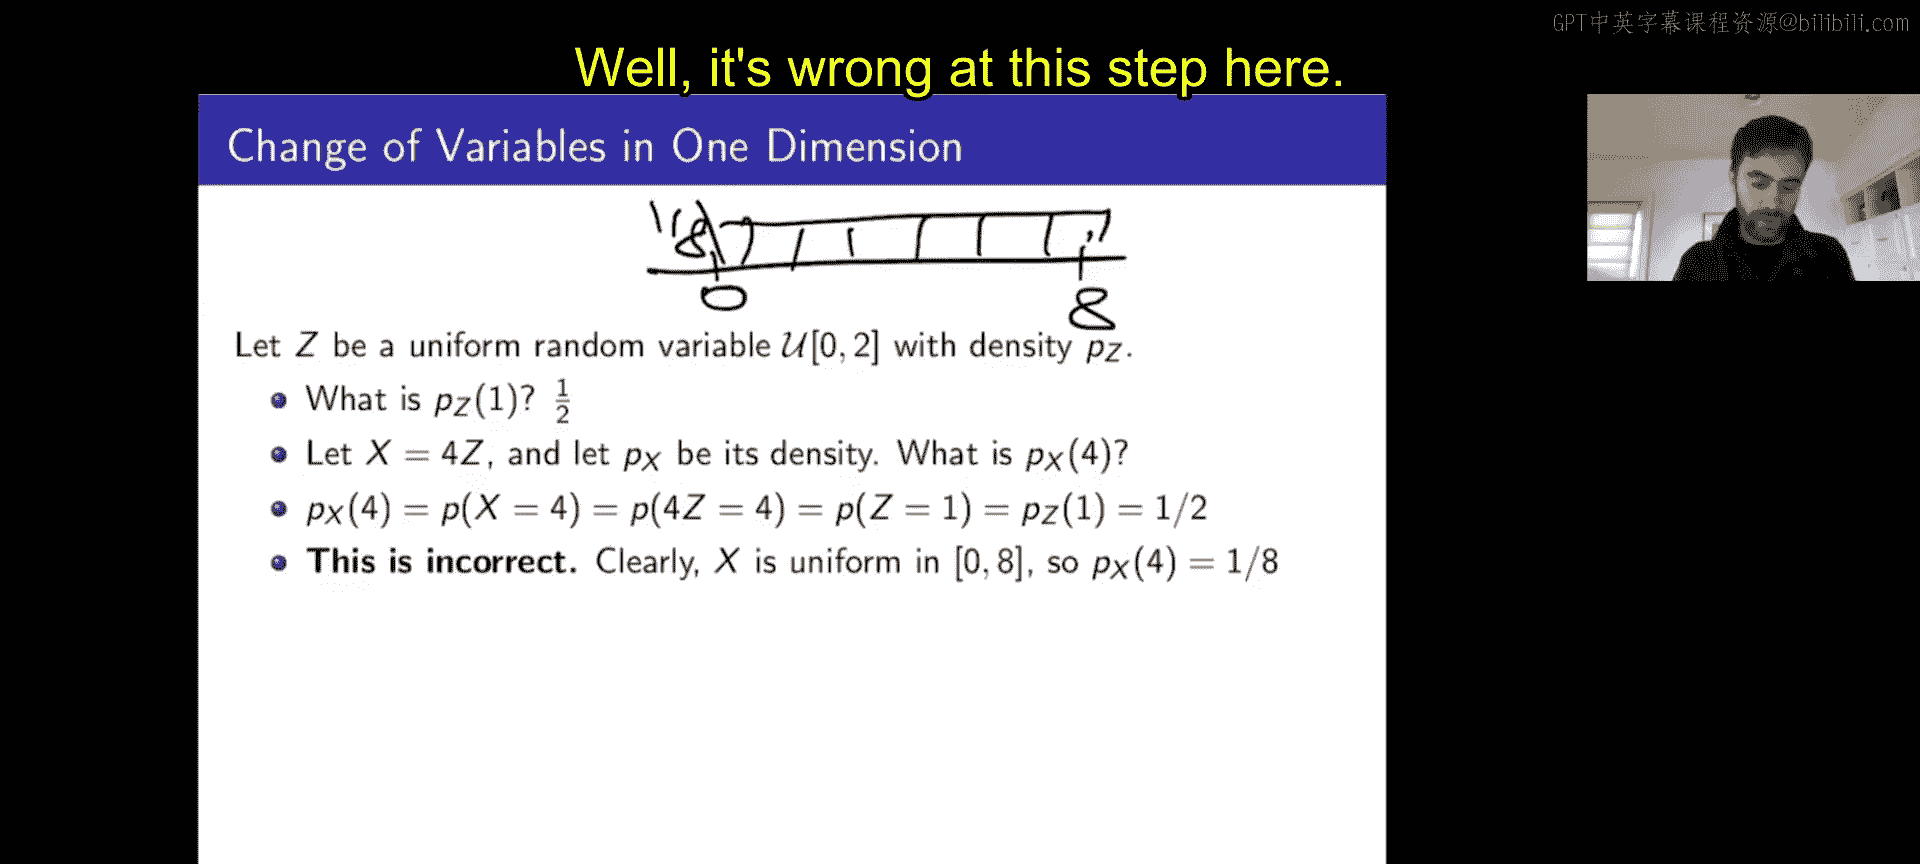 GPT中英字幕课程资源@bilibili.com
Well, it's wrong at this step here.
Change of Variables in One Dimension
1/8
0 8
Let Z be a uniform random variable 𝒰[0, 2] with density p_Z.
What is p_Z(1)? 1/2
Let X = 4Z, and let p_X be its density. What is p_X(4)?
p_X(4) = p(X = 4) = p(4Z = 4) = p(Z = 1) = p_Z(1) = 1/2
This is incorrect. Clearly, X is uniform in [0, 8], so p_X(4) = 1/8